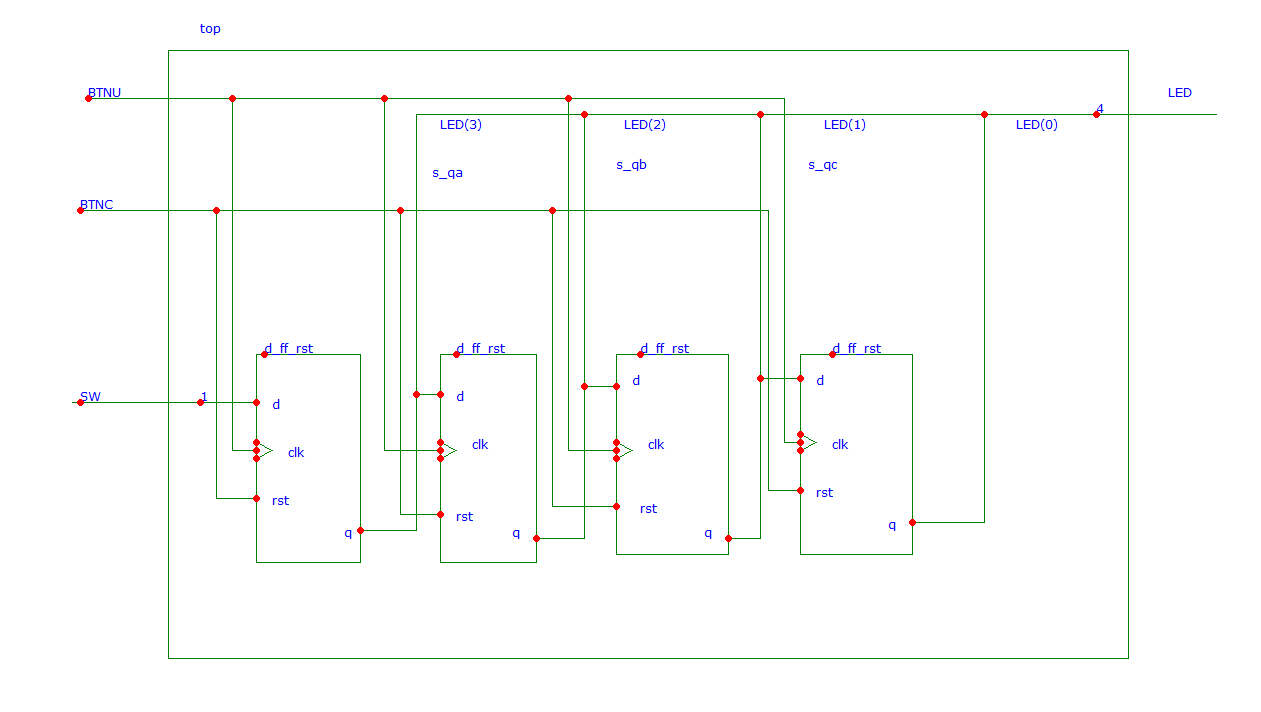 top
BTNU
LED
4
LED(3)
LED(2)
LED(1)
LED(0)
s_qa
s_qb
s_qc
BTNC
d_ff_rst
d_ff_rst
d_ff_rst
d_ff_rst
SW
1
d
d
d
d
clk
clk
clk
clk
rst
rst
rst
rst
q
q
q
q